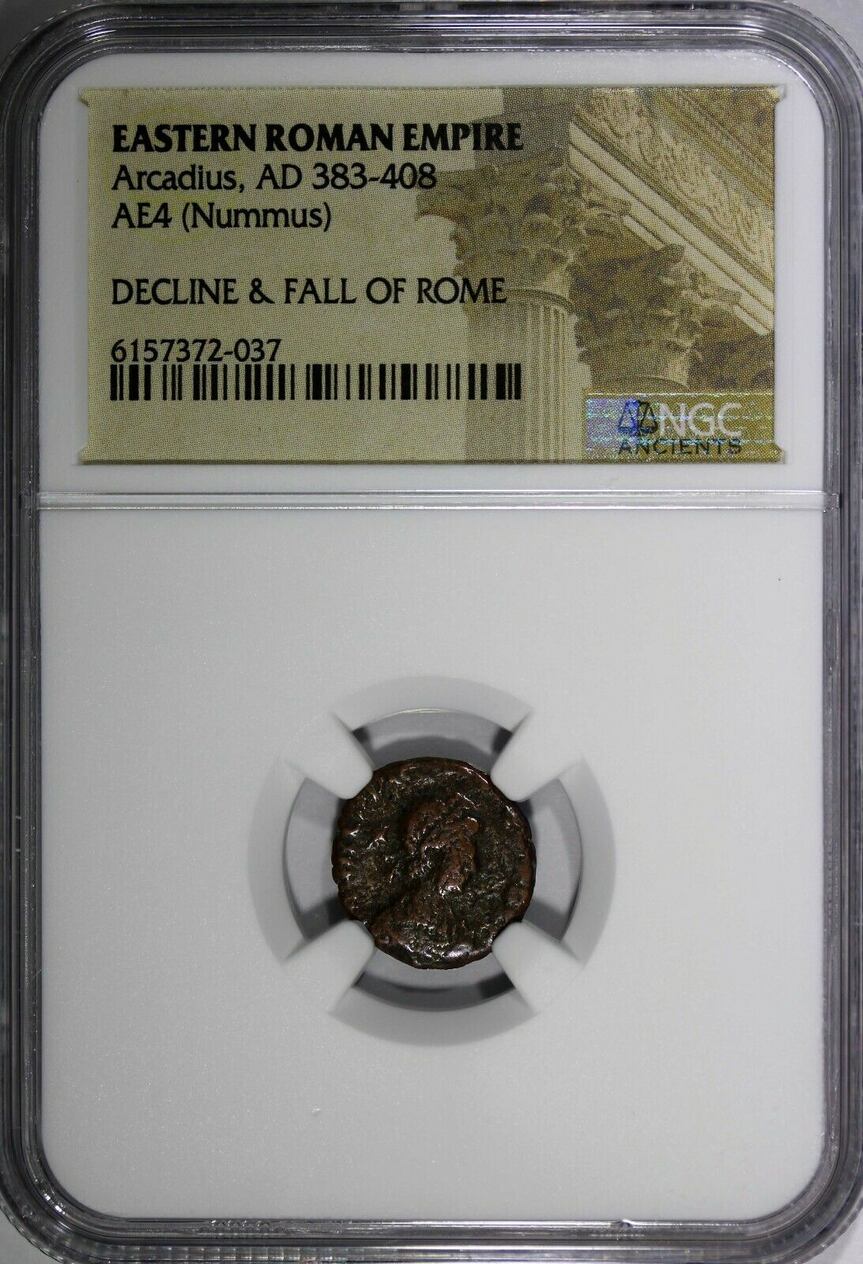 EASTERN ROMAN EMPIRE
Arcadius, AD 383-408
AE4 (Nummus)
DECLINE & FALL OF ROME
6157372-037
NGC
ANCIENTS